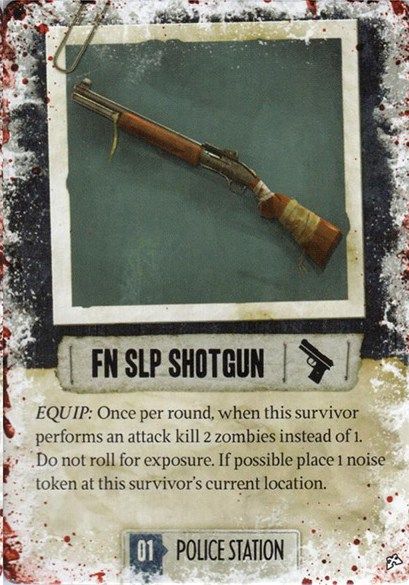 FN SLP SHOTGUN
EQUIP: Once per round, when this survivor
performs an attack kill 2 zombies instead of 1.
Do not roll for exposure. If possible place 1 noise
token at this survivor's current location.
01 POLICE STATION